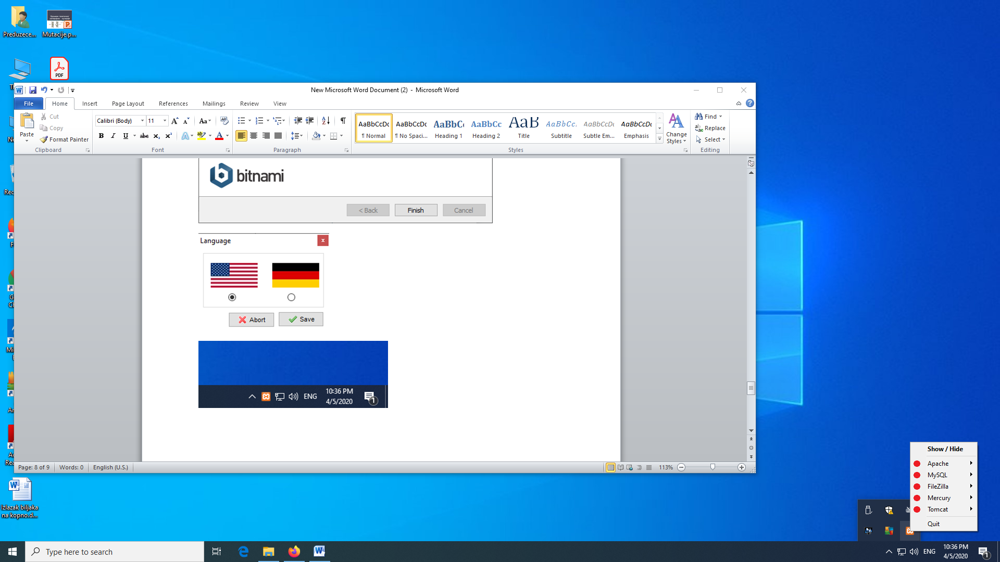 Preduzece...
Mutacije.p...
PDF
New Microsoft Word Document (2) - Microsoft Word
File
Home
Insert
Page Layout
References
Mailings
Review
View
Paste
Cut
Copy
Format Painter
Clipboard
Calibri (Body)
11
Font
Paragraph
AaBbCcDc
¶ Normal
AaBbCcDc
¶ No Spaci...
AaBbCc
Heading 1
AaBbCc
Heading 2
AaB
Title
AaBbCc.
Subtitle
AaBbCcDc
Subtle Em...
AaBbCcDc
Emphasis
Change
Styles
Styles
Find
Replace
Select
Editing
bitnami
< Back
Finish
Cancel
Language
Abort
Save
ENG
10:36 PM
4/5/2020
1
Page: 8 of 9
Words: 0
English (U.S.)
113%
Izlazak biljaka
na kopno.d...
Show / Hide
Apache
MySQL
FileZilla
Mercury
Tomcat
Quit
Type here to search
ENG
10:36 PM
4/5/2020
1